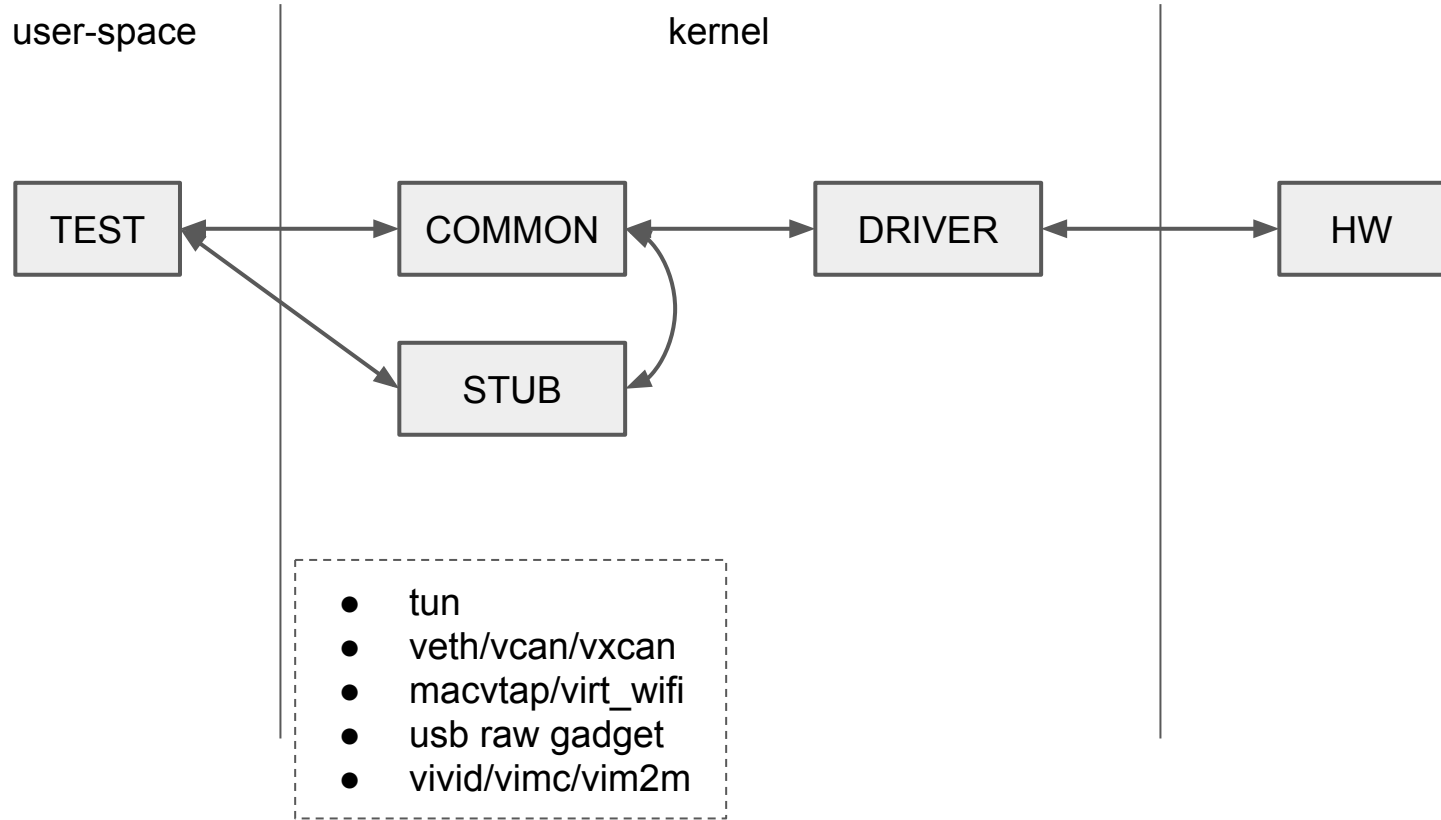 user-space
kernel
TEST
COMMON
DRIVER
HW
STUB
● tun
● veth/vcan/vxcan
● macvtap/virt_wifi
● usb raw gadget
● vivid/vimc/vim2m